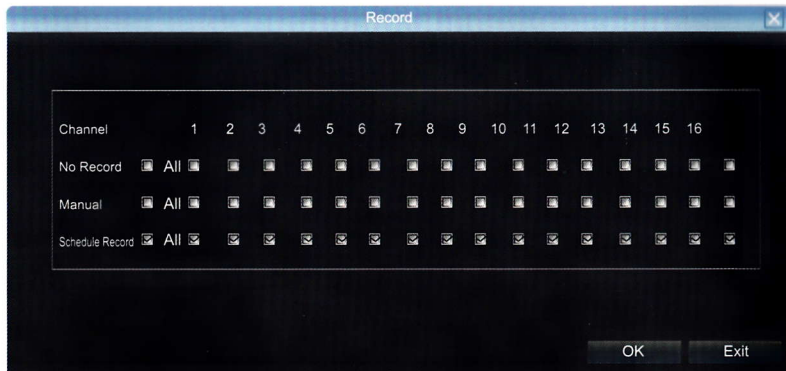 Record
Channel 1 2 3 4 5 6 7 8 9 10 11 12 13 14 15 16
No Record All
Manual All
Schedule Record All
OK Exit